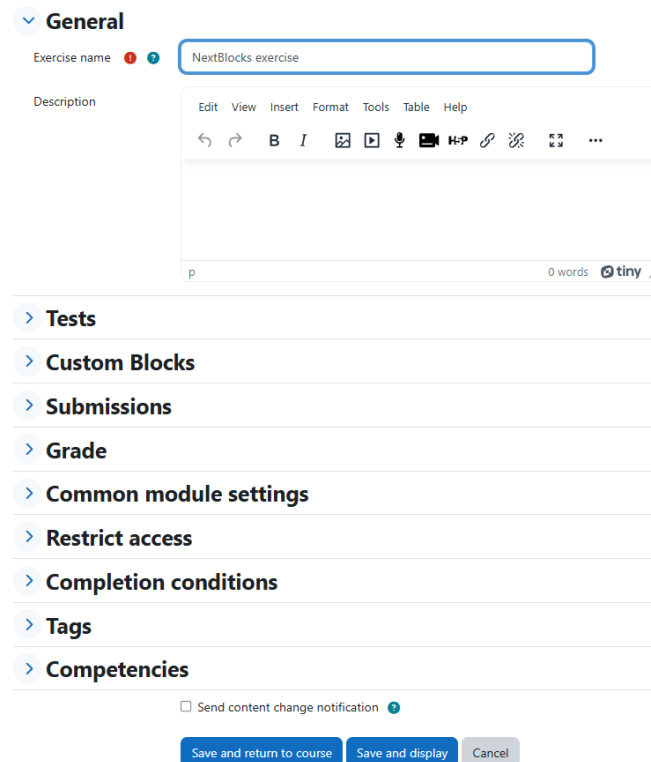 General
Exercise name
NextBlocks exercise
Description
Edit View Insert Format Tools Table Help
B I H5P
p 0 words tiny
Tests
Custom Blocks
Submissions
Grade
Common module settings
Restrict access
Completion conditions
Tags
Competencies
Send content change notification
Save and return to course Save and display Cancel